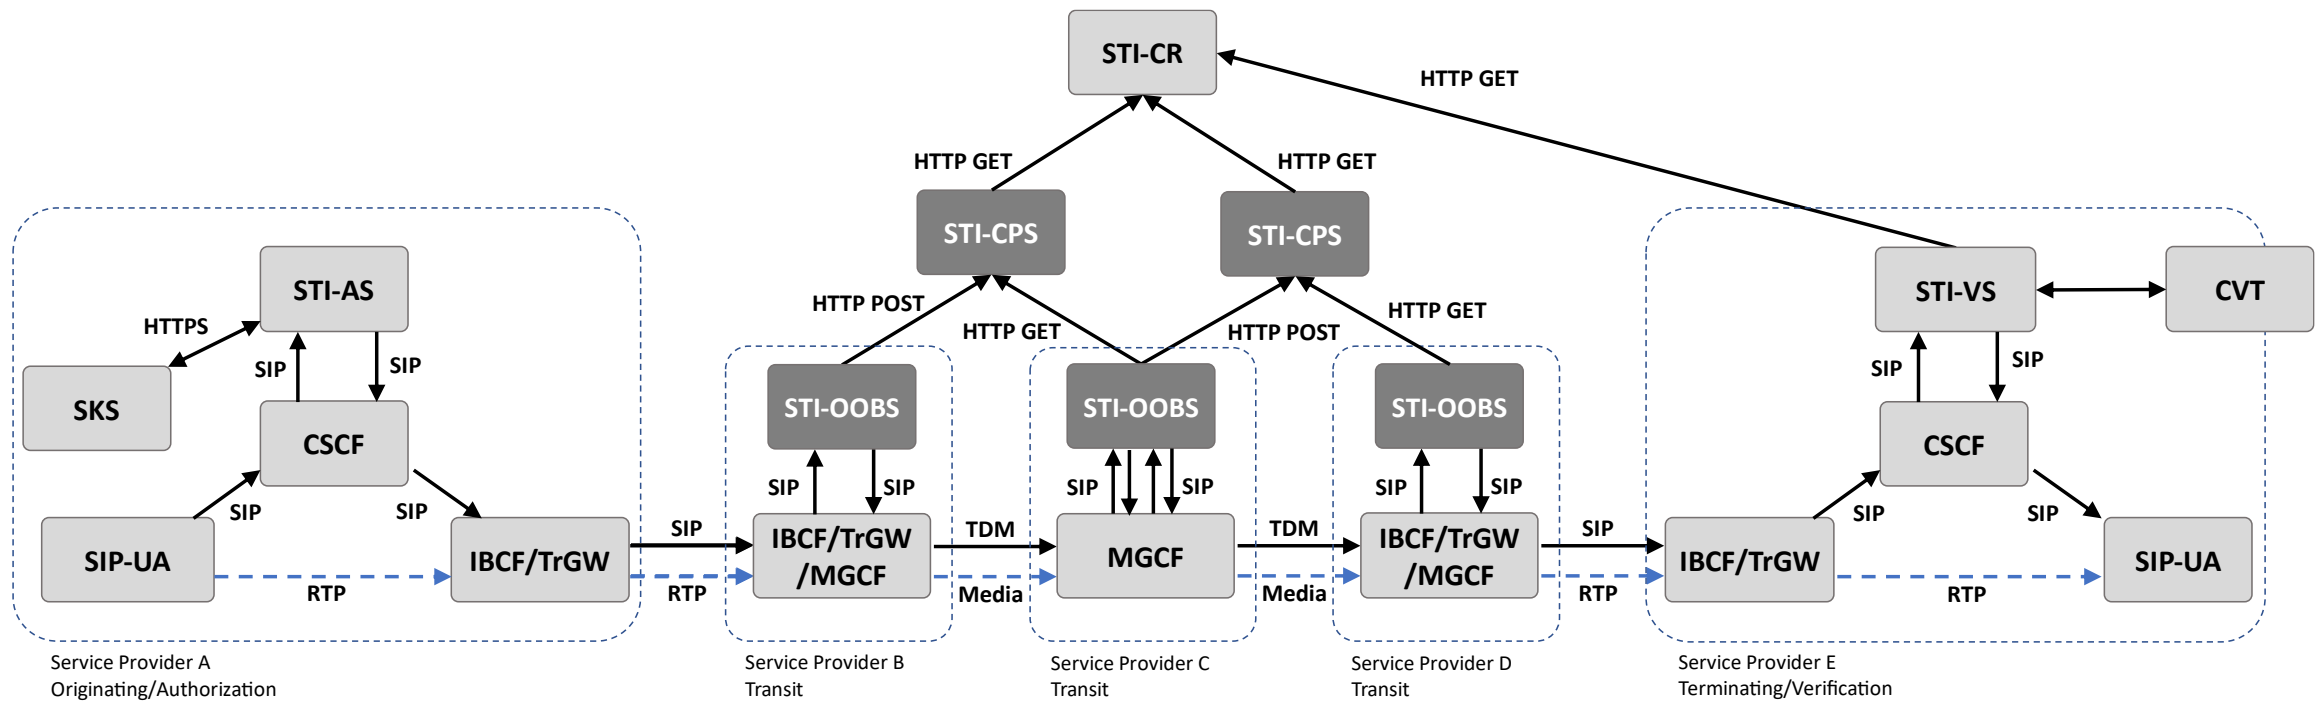 STI-CR
HTTP GET
HTTP GET
HTTP GET
STI-CPS
STI-CPS
STI-AS
STI-VS
CVT
HTTPS
HTTP POST
HTTP GET
HTTP POST
HTTP GET
SIP
SIP
SIP
SIP
SKS
STI-OOBS
STI-OOBS
STI-OOBS
CSCF
CSCF
SIP
SIP
SIP
SIP
SIP
SIP
SIP
SIP
SIP
SIP
SIP-UA
IBCF/TrGW
SIP
IBCF/TrGW
/MGCF
TDM
MGCF
TDM
IBCF/TrGW
/MGCF
SIP
IBCF/TrGW
SIP-UA
RTP
RTP
Media
Media
RTP
RTP
Service Provider A
Originating/Authorization
Service Provider B
Transit
Service Provider C
Transit
Service Provider D
Transit
Service Provider E
Terminating/Verification